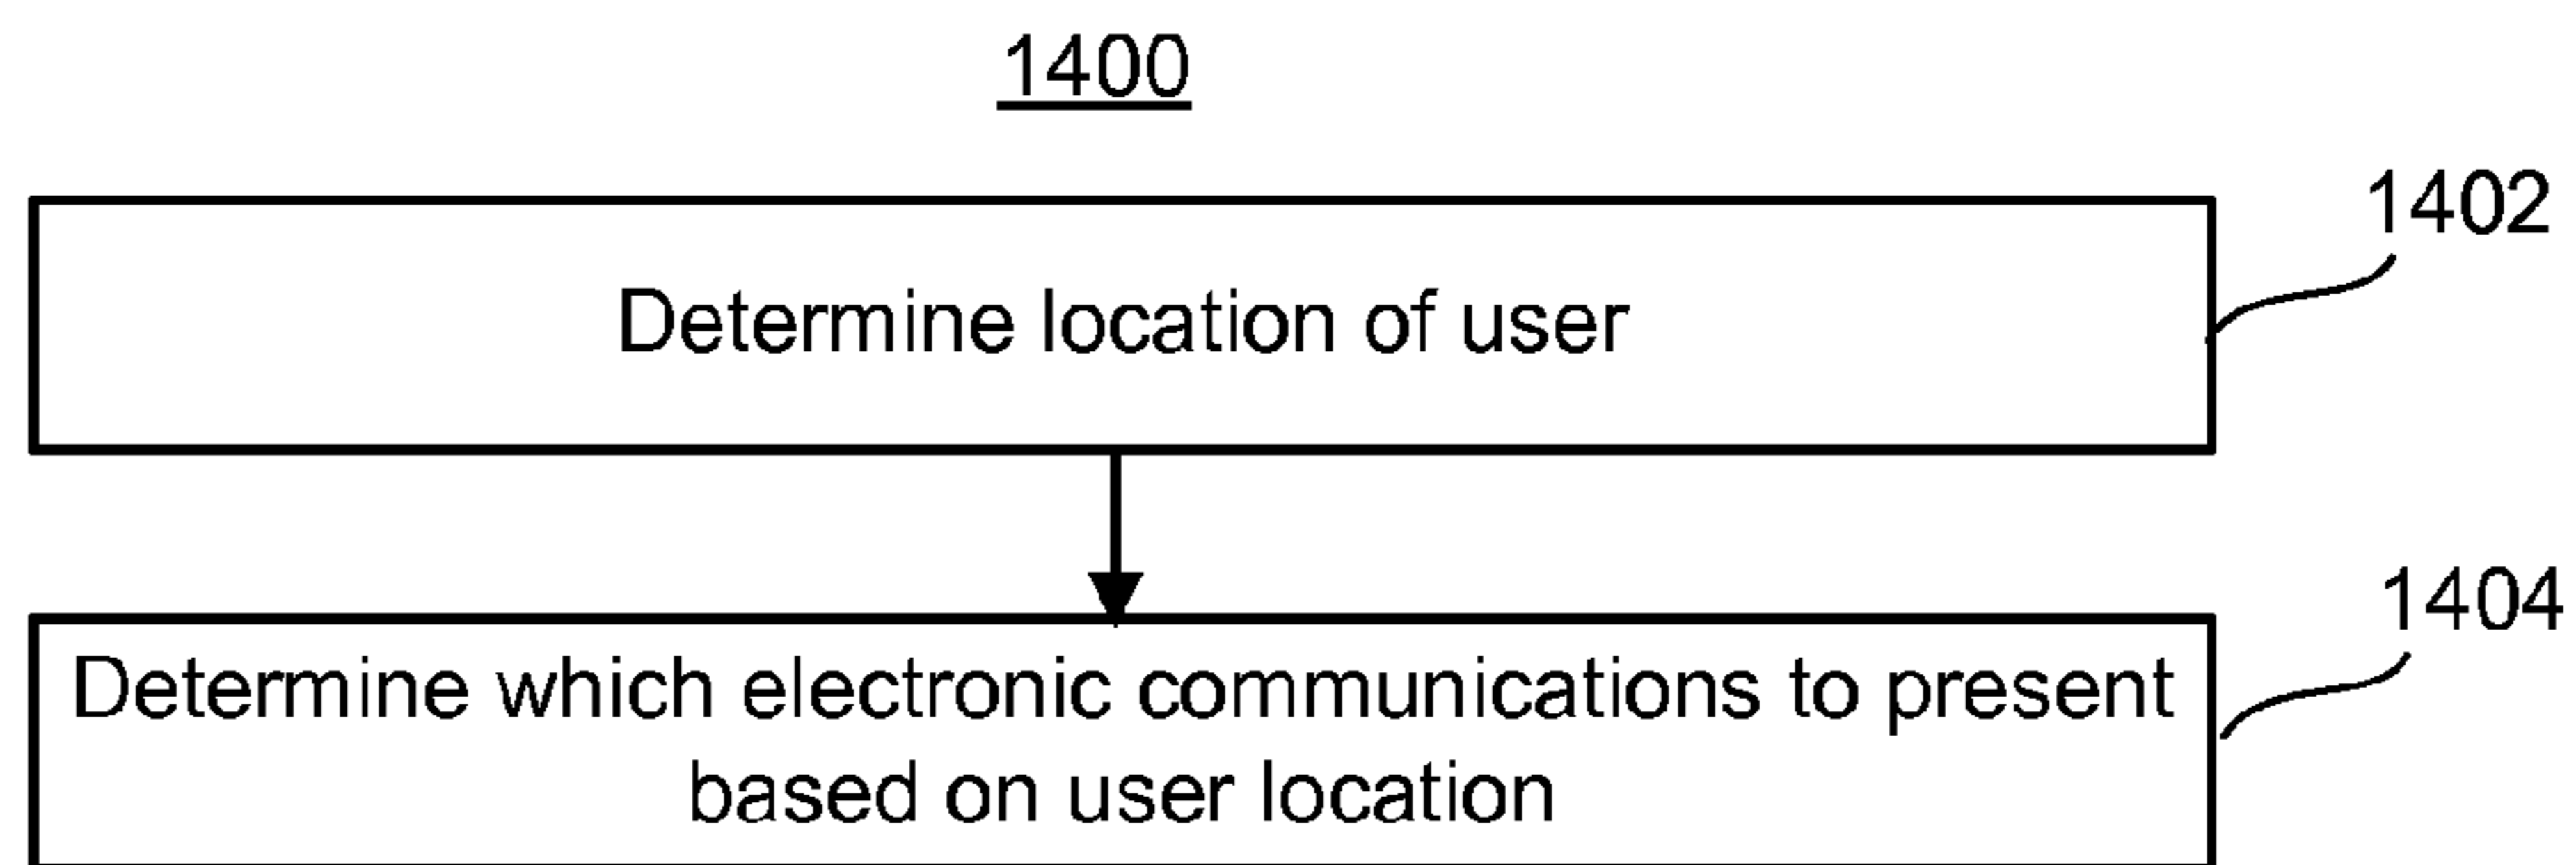 1400
1402
Determine location of user
1404
Determine which electronic communications to present
based on user location